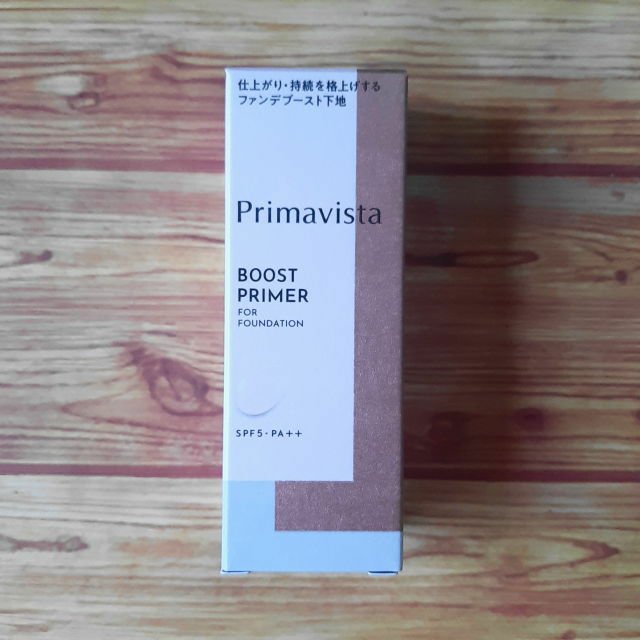 仕上がり・持続を格上げする
ファンデブースト下地
Primavista
BOOST
PRIMER
FOR
FOUNDATION
SPF5・PA++